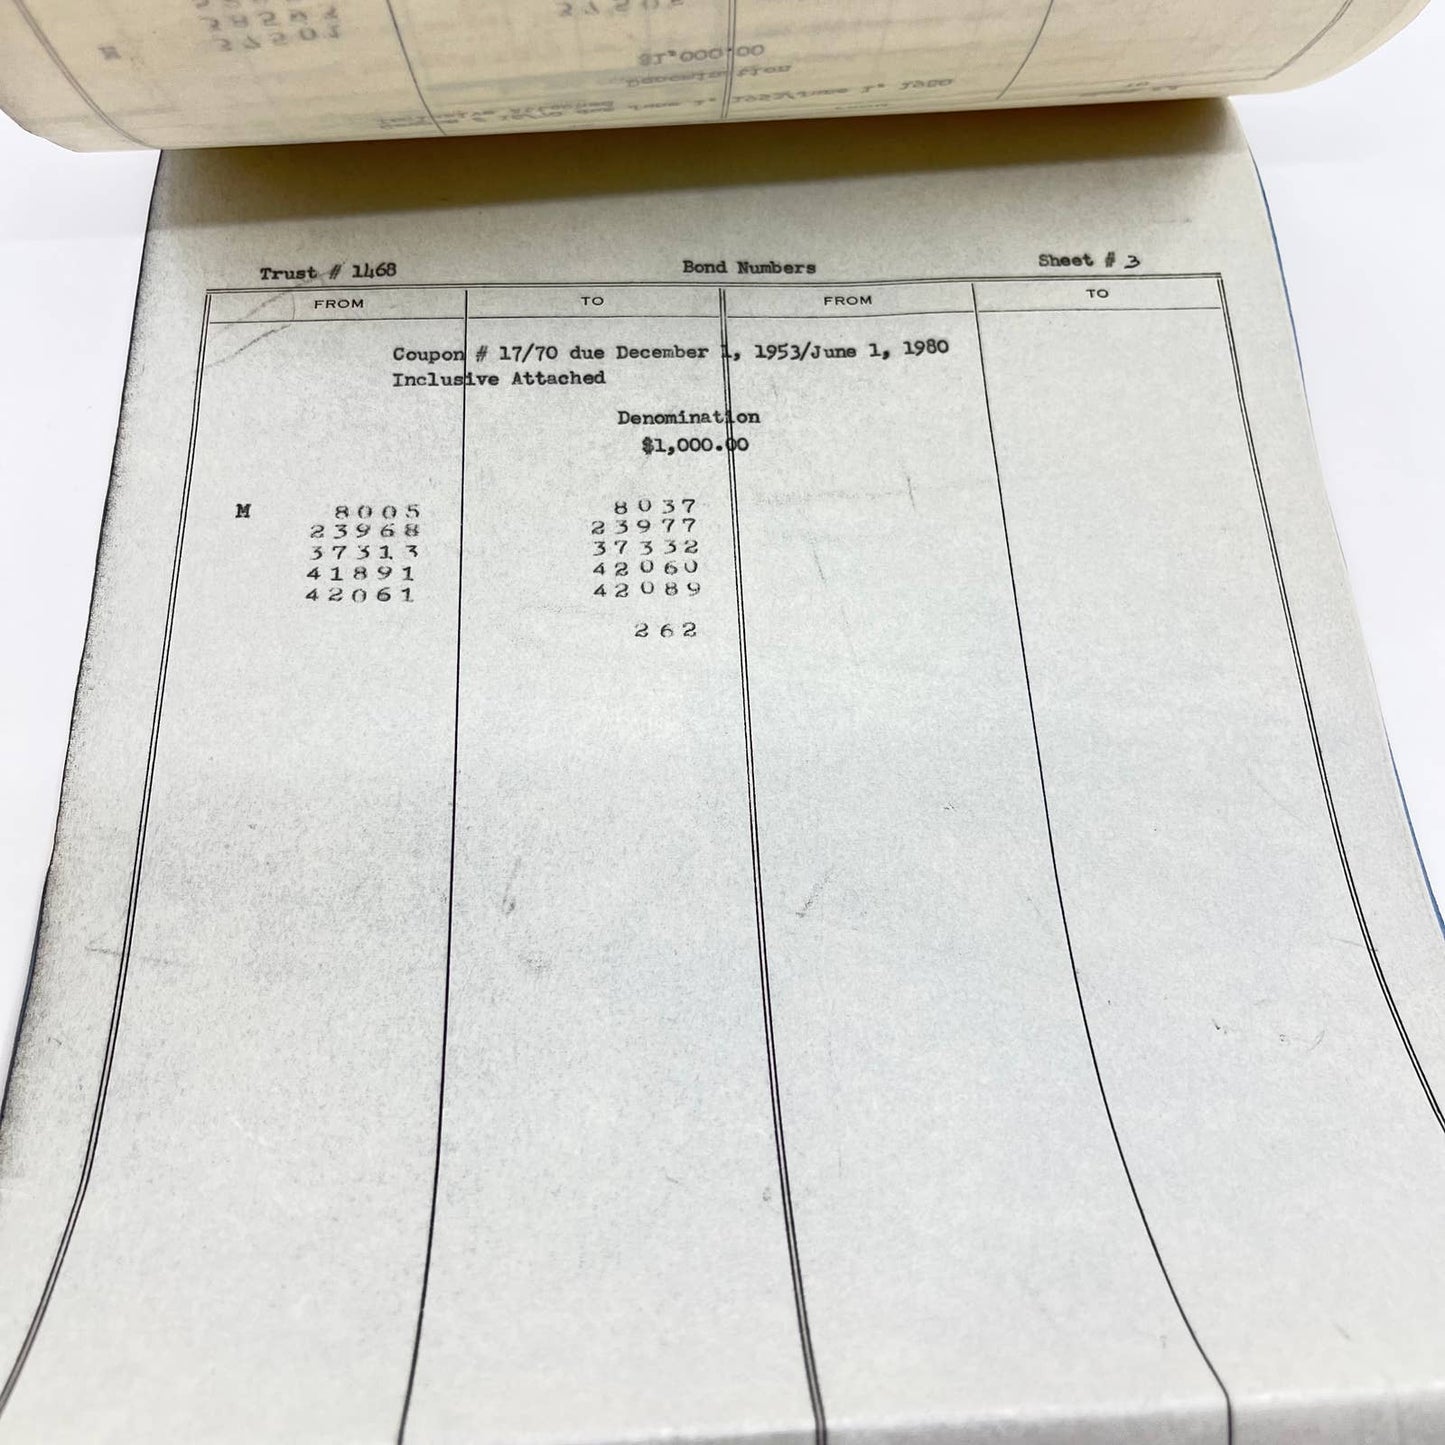 Trust # 1468 Bond Numbers Sheet # 3
FROM TO FROM TO
Coupon # 17/70 due December 1, 1953/June 1, 1980
Inclusive Attached
Denomination
$1,000.00
M 8005 8037
23968 23977
37313 37332
41891 42060
42061 42089
262